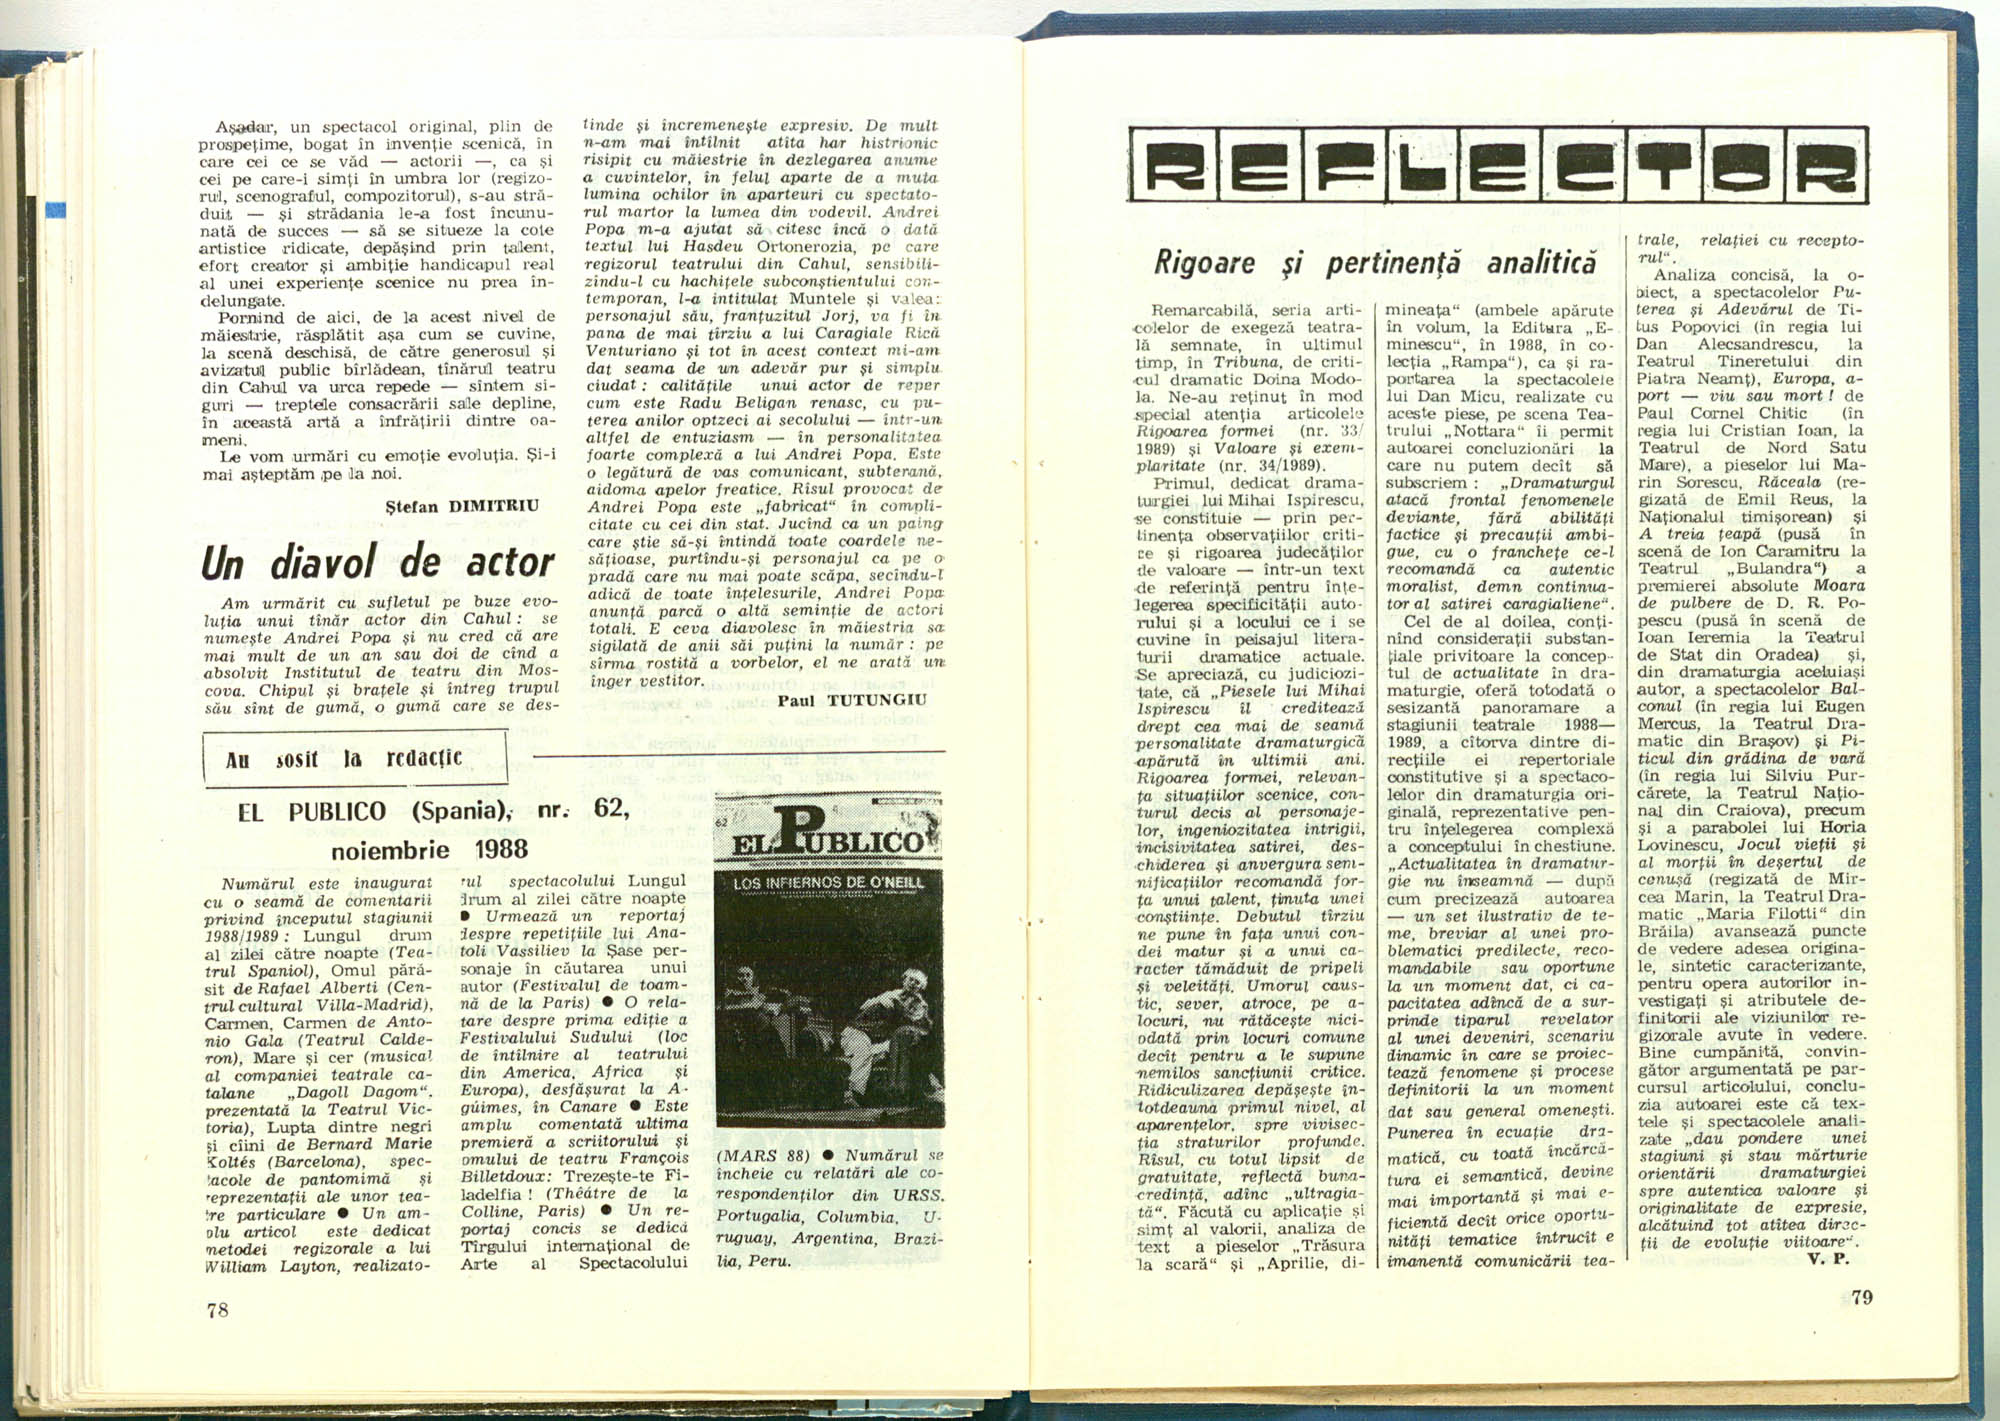 Așadar, un spectacol original, plin de
prospețime, bogat în invenție scenică, în
care cei ce se văd — actorii —, ca și
cei pe care-i simți în umbra lor (regizo-
rul, scenograful, compozitorul), s-au stră-
duit — și strădania le-a fost încunu-
nată de succes — să se situeze la cote
artistice ridicate, depășind prin talent,
efort creator și ambiție handicapul real
al unei experiențe scenice nu prea în-
delungate.
Pornind de aici, de la acest nivel de
măiestrie, răsplătit așa cum se cuvine,
la scenă deschisă, de către generosul și
avizatul public bîrlădean, tînărul teatru
din Cahul va urca repede — sîntem si-
guri — treptele consacrării sale depline,
în această artă a înfrățirii dintre oa-
meni.
Le vom urmări cu emoție evoluția. Și-i
mai așteptăm pe la noi.
Ștefan DIMITRIU
Un diavol de actor
Am urmărit cu sufletul pe buze evo-
luția unui tînăr actor din Cahul : se
numește Andrei Popa și nu cred că are
mai mult de un an sau doi de cînd a
absolvit Institutul de teatru din Mos-
cova. Chipul și brațele și întreg trupul
său sînt de gumă, o gumă care se des-
tinde și încremenește expresiv. De mult
n-am mai întîlnit atîta har histrionic
risipit cu măiestrie în dezlegarea anume
a cuvintelor, în felul aparte de a muta
lumina ochilor în aparteuri cu spectato-
rul martor la lumea din vodevil. Andrei
Popa m-a ajutat să citesc încă o dată
textul lui Hasdeu Ortonerozia, pe care
regizorul teatrului din Cahul, sensibili-
zîndu-l cu hachițele subconștientului con-
temporan, l-a intitulat Muntele și valea:
personajul său, franțuzitul Jorj, va fi în
pana de mai tîrziu a lui Caragiale Rică
Venturiano și tot în acest context mi-am
dat seama de un adevăr pur și simplu
ciudat : calitățile unui actor de reper
cum este Radu Beligan renasc, cu pu-
terea anilor optzeci ai secolului — într-un
altfel de entuziasm — în personalitatea
foarte complexă a lui Andrei Popa. Este
o legătură de vas comunicant, subterană,
aidoma apelor freatice. Rîsul provocat de
Andrei Popa este „fabricat“ în compli-
citate cu cei din stat. Jucînd ca un paing
care știe să-și întindă toate coardele ne-
sățioase, purtîndu-și personajul ca pe o
pradă care nu mai poate scăpa, secîndu-l
adică de toate înțelesurile, Andrei Popa
anunță parcă o altă seminție de actori
totali. E ceva diavolesc în măiestria sa
sigilată de anii săi puțini la număr : pe
sîrma rostită a vorbelor, el ne arată un
înger vestitor.
Paul TUTUNGIU
Au sosit la redacție
EL PUBLICO (Spania), nr. 62,
noiembrie 1988
Numărul este inaugurat
cu o seamă de comentarii
privind începutul stagiunii
1988/1989 : Lungul drum
al zilei către noapte (Tea-
trul Spaniol), Omul pără-
sit de Rafael Alberti (Cen-
trul cultural Villa-Madrid),
Carmen, Carmen de Anto-
nio Gala (Teatrul Calde-
ron), Mare și cer (musical
al companiei teatrale ca-
talane „Dagoll Dagom“.
prezentată la Teatrul Vic-
toria), Lupta dintre negri
și cîini de Bernard Marie
Koltés (Barcelona), spec-
tacole de pantomimă și
reprezentații ale unor tea-
tre particulare ● Un am-
plu articol este dedicat
metodei regizorale a lui
William Layton, realizato-
rul spectacolului Lungul
drum al zilei către noapte
● Urmează un reportaj
despre repetițiile lui Ana-
toli Vassiliev la Șase per-
sonaje în căutarea unui
autor (Festivalul de toam-
nă de la Paris) ● O rela-
tare despre prima ediție a
Festivalului Sudului (loc
de întîlnire al teatrului
din America, Africa și
Europa), desfășurat la A-
gúimes, în Canare ● Este
amplu comentată ultima
premieră a scriitorului și
omului de teatru François
Billetdoux: Trezește-te Fi-
ladelfia ! (Théâtre de la
Colline, Paris) ● Un re-
portaj concis se dedică
Tîrgului internațional de
Arte al Spectacolului
62
EL PUBLICO
LOS INFIERNOS DE O'NEILL
(MARS 88) ● Numărul se
încheie cu relatări ale co-
respondenților din URSS,
Portugalia, Columbia, U-
ruguay, Argentina, Brazi-
lia, Peru.
78
REFLECTOR
Rigoare și pertinență analitică
Remarcabilă, seria arti-
colelor de exegeză teatra-
lă semnate, în ultimul
timp, în Tribuna, de criti-
cul dramatic Doina Modo-
la. Ne-au reținut în mod
special atenția articolele
Rigoarea formei (nr. 33/
1989) și Valoare și exem-
plaritate (nr. 34/1989).
Primul, dedicat drama-
turgiei lui Mihai Ispirescu,
se constituie — prin per-
tinența observațiilor criti-
ce și rigoarea judecăților
de valoare — într-un text
de referință pentru înțe-
legerea specificității auto-
rului și a locului ce i se
cuvine în peisajul litera-
turii dramatice actuale.
Se apreciază, cu judiciozi-
tate, că „Piesele lui Mihai
Ispirescu îl creditează
drept cea mai de seamă
personalitate dramaturgică
apărută în ultimii ani.
Rigoarea formei, relevan-
ța situațiilor scenice, con-
turul decis al personaje-
lor, ingeniozitatea intrigii,
incisivitatea satirei, des-
chiderea și anvergura sem-
nificațiilor recomandă for-
ța unui talent, ținuta unei
conștiințe. Debutul tîrziu
ne pune în fața unui con-
dei matur și a unui ca-
racter tămăduit de pripeli
și veleități. Umorul caus-
tic, sever, atroce, pe a-
locuri, nu rătăcește nici-
odată prin locuri comune
decît pentru a le supune
nemilos sancțiunii critice.
Ridiculizarea depășește în-
totdeauna primul nivel, al
aparențelor, spre vivisec-
ția straturilor profunde.
Rîsul, cu totul lipsit de
gratuitate, reflectă buna-
credință, adînc „ultragia-
tă“. Făcută cu aplicație și
simț al valorii, analiza de
text a pieselor „Trăsura
la scară“ și „Aprilie, di-
mineața“ (ambele apărute
în volum, la Editura „E-
minescu“, în 1988, în co-
lecția „Rampa“), ca și ra-
portarea la spectacolele
lui Dan Micu, realizate cu
aceste piese, pe scena Tea-
trului „Nottara“ îi permit
autoarei concluzionări la
care nu putem decît să
subscriem : „Dramaturgul
atacă frontal fenomenele
deviante, fără abilități
factice și precauții ambi-
gue, cu o franchețe ce-l
recomandă ca autentic
moralist, demn continua-
tor al satirei caragialiene“.
Cel de al doilea, conți-
nînd considerații substan-
țiale privitoare la concep-
tul de actualitate în dra-
maturgie, oferă totodată o
sesizantă panoramare a
stagiunii teatrale 1988—
1989, a cîtorva dintre di-
recțiile ei repertoriale
constitutive și a spectaco-
lelor din dramaturgia ori-
ginală, reprezentative pen-
tru înțelegerea complexă
a conceptului în chestiune.
„Actualitatea în dramatur-
gie nu înseamnă — după
cum precizează autoarea
— un set ilustrativ de te-
me, breviar al unei pro-
blematici predilecte, reco-
mandabile sau oportune
la un moment dat, ci ca-
pacitatea adîncă de a sur-
prinde tiparul revelator
al unei deveniri, scenariu
dinamic în care se proiec-
tează fenomene și procese
definitorii la un moment
dat sau general omenești.
Punerea în ecuație dra-
matică, cu toată încărcă-
tura ei semantică, devine
mai importantă și mai e-
ficientă decît orice oportu-
nități tematice întrucît e
imanentă comunicării tea-
trale, relației cu recepto-
rul“.
Analiza concisă, la o-
biect, a spectacolelor Pu-
terea și Adevărul de Ti-
tus Popovici (în regia lui
Dan Alecsandrescu, la
Teatrul Tineretului din
Piatra Neamț), Europa, a-
port — viu sau mort ! de
Paul Cornel Chitic (în
regia lui Cristian Ioan, la
Teatrul de Nord Satu
Mare), a pieselor lui Ma-
rin Sorescu, Răceala (re-
gizată de Emil Reus, la
Naționalul timișorean) și
A treia țeapă (pusă în
scenă de Ion Caramitru la
Teatrul „Bulandra“) a
premierei absolute Moara
de pulbere de D. R. Po-
pescu (pusă în scenă de
Ioan Ieremia la Teatrul
de Stat din Oradea) și,
din dramaturgia aceluiași
autor, a spectacolelor Bal-
conul (în regia lui Eugen
Mercus, la Teatrul Dra-
matic din Brașov) și Pi-
ticul din grădina de vară
(în regia lui Silviu Pur-
cărete, la Teatrul Națio-
nal din Craiova), precum
și a parabolei lui Horia
Lovinescu, Jocul vieții și
al morții în deșertul de
cenușă (regizată de Mir-
cea Marin, la Teatrul Dra-
matic „Maria Filotti“ din
Brăila) avansează puncte
de vedere adesea origina-
le, sintetic caracterizante,
pentru opera autorilor in-
vestigați și atributele de-
finitorii ale viziunilor re-
gizorale avute în vedere.
Bine cumpănită, convin-
gător argumentată pe par-
cursul articolului, conclu-
zia autoarei este că tex-
tele și spectacolele anali-
zate „dau pondere unei
stagiuni și stau mărturie
orientării dramaturgiei
spre autentica valoare și
originalitate de expresie,
alcătuind tot atîtea direc-
ții de evoluție viitoare“.
V. P.
79